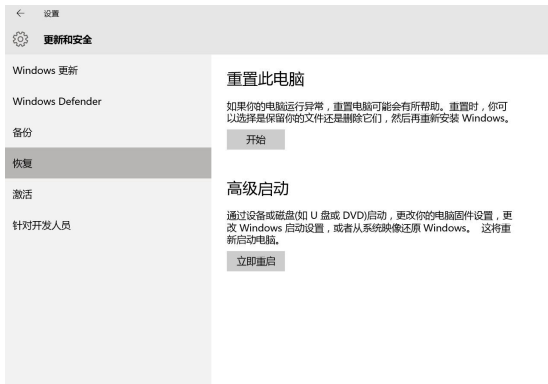 ← 设置
更新和安全
Windows 更新
Windows Defender
备份
恢复
激活
针对开发人员
重置此电脑
如果你的电脑运行异常，重置电脑可能会有所帮助。重置时，你可
以选择是保留你的文件还是删除它们，然后再重新安装 Windows。
开始
高级启动
通过设备或磁盘(如 U 盘或 DVD)启动，更改你的电脑固件设置，更
改 Windows 启动设置，或者从系统映像还原 Windows。 这将重
新启动电脑。
立即重启